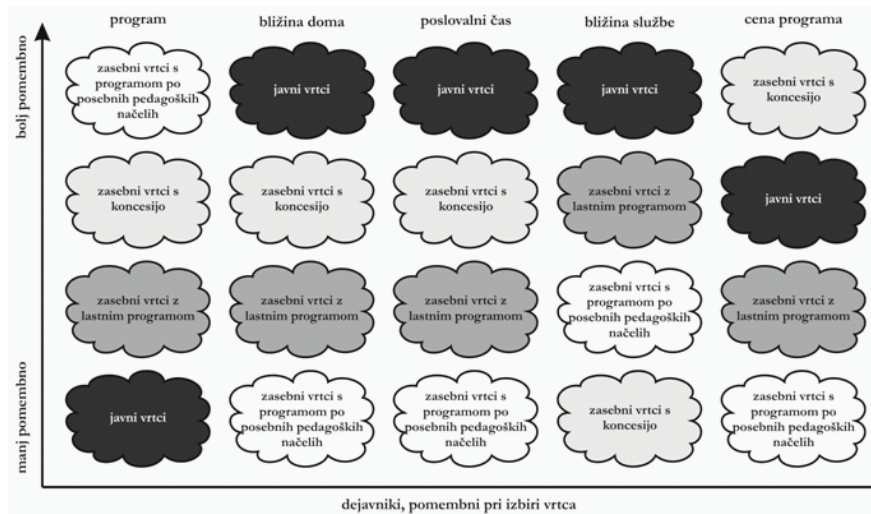 program
bližina doma
poslovalni čas
bližina službe
cena programa
bolj pomembno
zasebni vrtci s
programom po
posebnih pedagoških
načelih
javni vrtci
javni vrtci
javni vrtci
zasebni vrtci s
koncesijo
zasebni vrtci s
koncesijo
zasebni vrtci s
koncesijo
zasebni vrtci s
koncesijo
zasebni vrtci z
lastnim programom
javni vrtci
zasebni vrtci z
lastnim programom
zasebni vrtci z
lastnim programom
zasebni vrtci z
lastnim programom
zasebni vrtci s
programom po
posebnih pedagoških
načelih
zasebni vrtci z
lastnim programom
manj pomembno
javni vrtci
zasebni vrtci s
programom po
posebnih pedagoških
načelih
zasebni vrtci s
programom po
posebnih pedagoških
načelih
zasebni vrtci s
koncesijo
zasebni vrtci s
programom po
posebnih pedagoških
načelih
dejavniki, pomembni pri izbiri vrtca